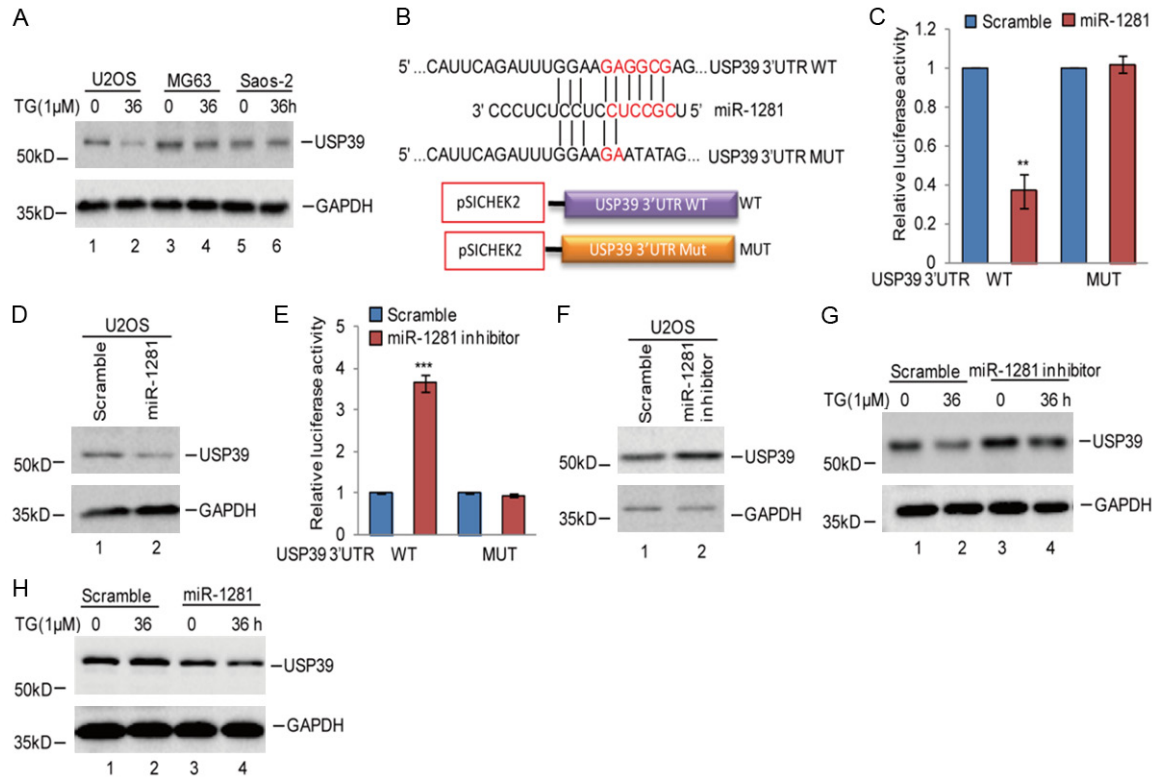 A
U2OS MG63 Saos-2
TG(1μM) 0 36 0 36 0 36h
USP39
50kD
GAPDH
35kD
1 2 3 4 5 6
B
5' ...CAUUCAGAUUUGGAAGAGGCGAG...USP39 3'UTR WT
3' CCCUCUCCUCCUCCGCU 5' miR-1281
5' ...CAUUCAGAUUUGGAAGAAUAUAG... USP39 3'UTR MUT
pSICHEK2 USP39 3'UTR WT WT
pSICHEK2 USP39 3'UTR Mut MUT
C
Scramble miR-1281
Relative luciferase activity
1.2
1
0.8
0.6
0.4
0.2
0
**
USP39 3'UTR WT MUT
D
U2OS
Scramble
miR-1281
USP39
50kD
GAPDH
35kD
1 2
E
Scramble
miR-1281 inhibitor
Relative luciferase activity
5
4
3
2
1
0
***
USP39 3'UTR WT MUT
F
U2OS
Scramble
miR-1281
inhibitor
USP39
50kD
GAPDH
35kD
1 2
G
Scramble miR-1281 inhibitor
TG(1μM) 0 36 0 36 h
USP39
50kD
GAPDH
35kD
1 2 3 4
H
Scramble miR-1281
TG(1μM) 0 36 0 36 h
USP39
50kD
GAPDH
35kD
1 2 3 4